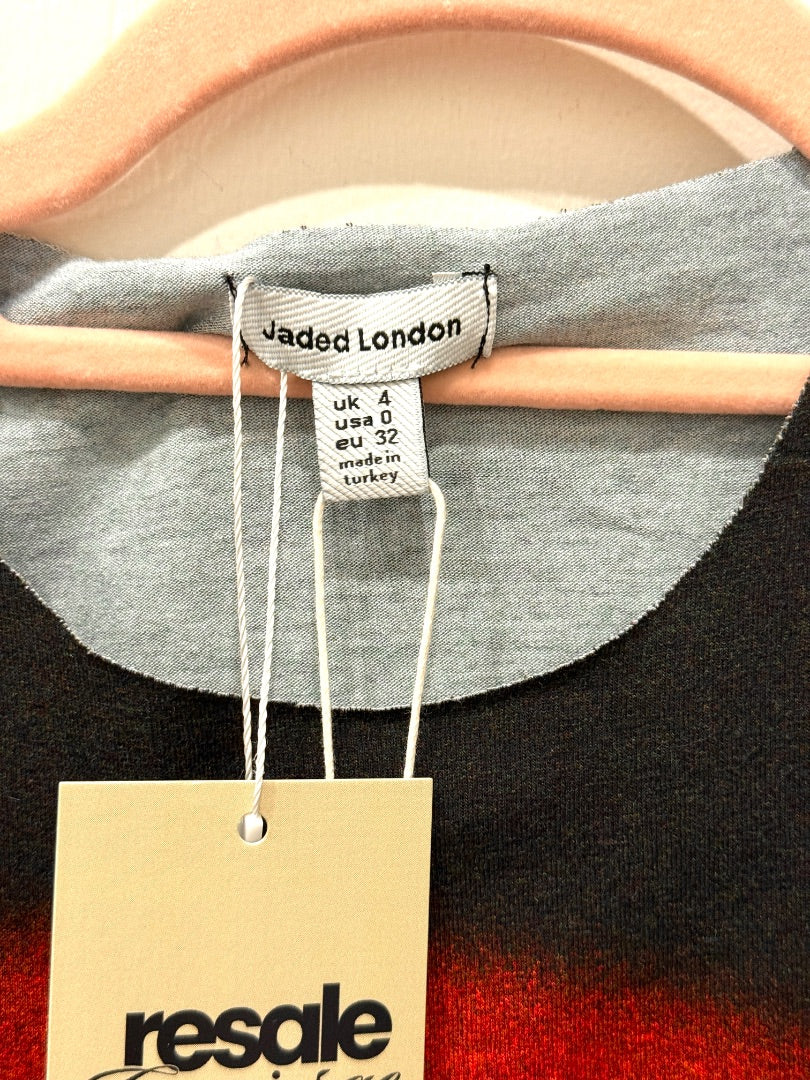 Jaded London
uk 4
usa 0
eu 32
made in
turkey
resale